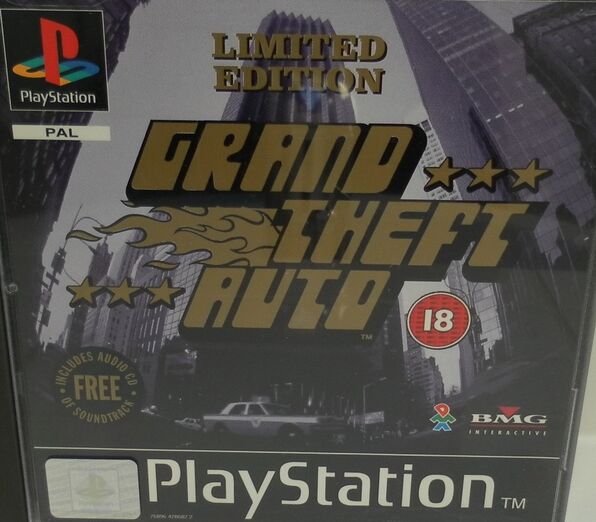 LIMITED
EDITION
PlayStation
PAL
GRAND
THEFT
AUTO
TM
18
INCLUDES AUDIO CD
FREE
OF SOUNDTRACK
BMG
INTERACTIVE
PlayStation TM